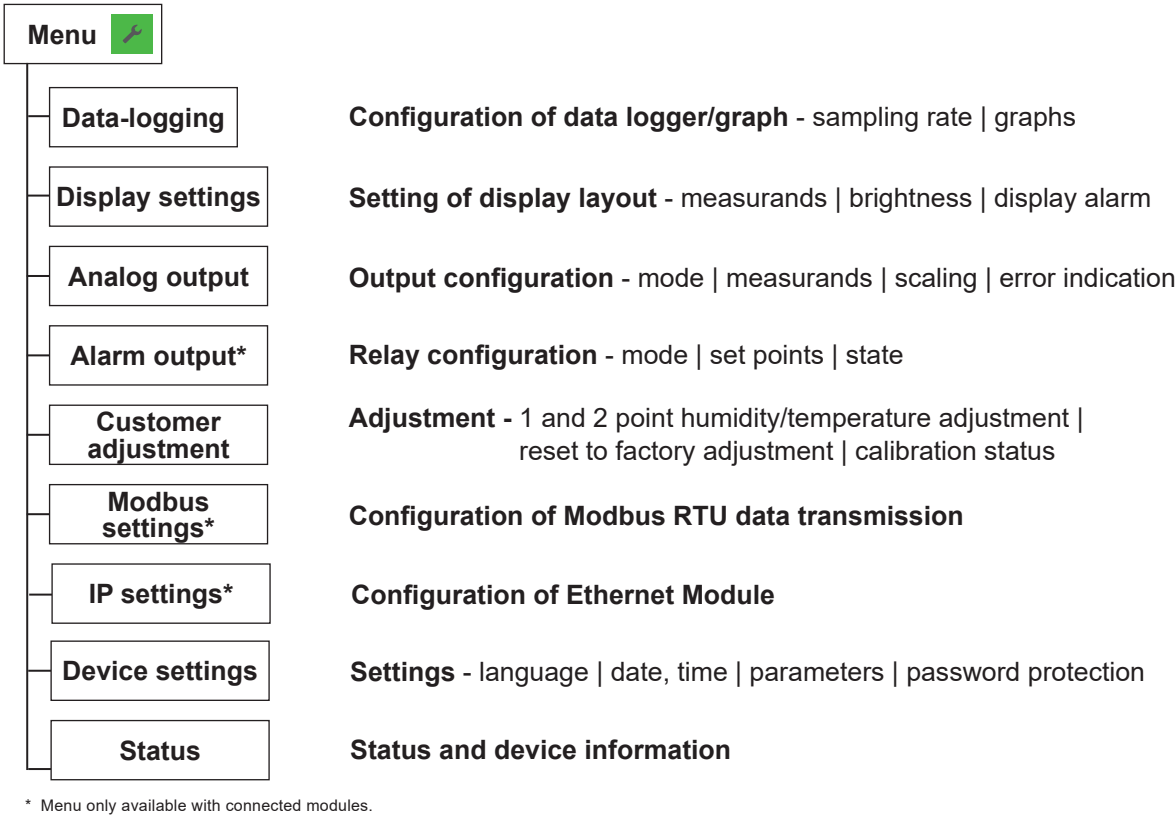 Menu
Data-logging Configuration of data logger/graph - sampling rate | graphs
Display settings Setting of display layout - measurands | brightness | display alarm
Analog output Output configuration - mode | measurands | scaling | error indication
Alarm output* Relay configuration - mode | set points | state
Customer
adjustment
Adjustment - 1 and 2 point humidity/temperature adjustment |
reset to factory adjustment | calibration status
Modbus
settings*
Configuration of Modbus RTU data transmission
IP settings* Configuration of Ethernet Module
Device settings Settings - language | date, time | parameters | password protection
Status Status and device information
* Menu only available with connected modules.